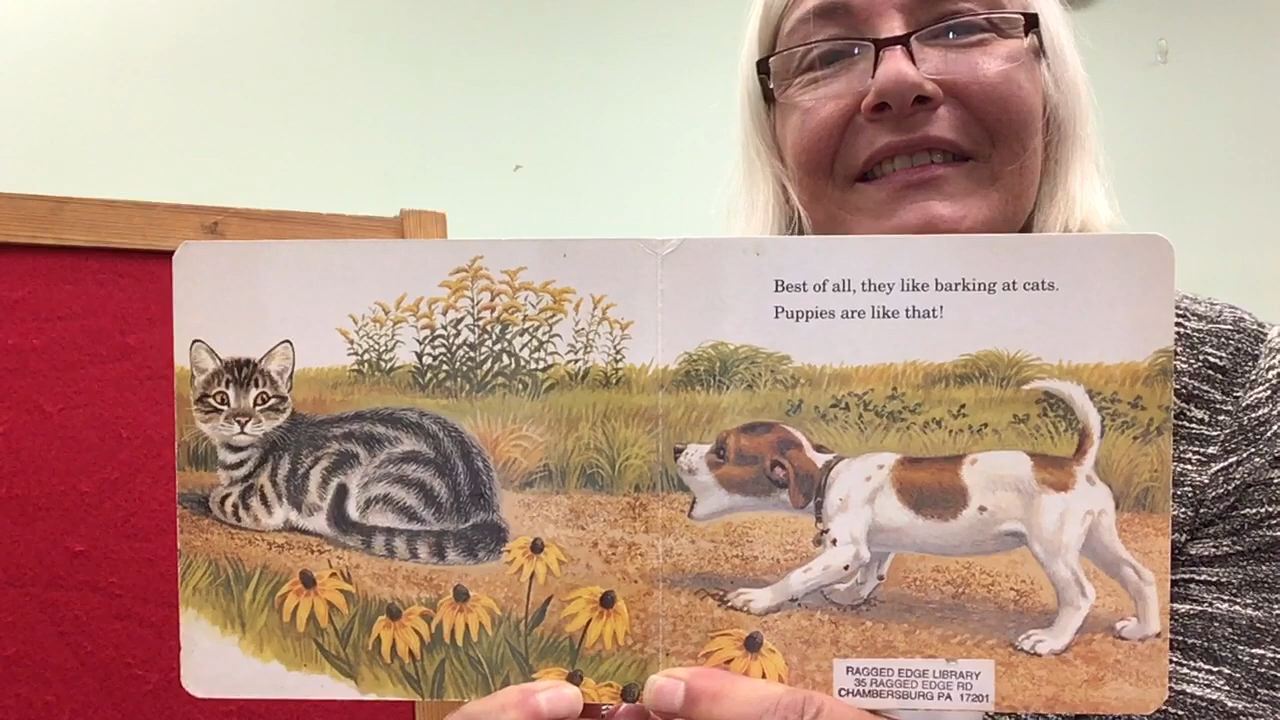 Best of all, they like barking at cats.
Puppies are like that!
RAGGED EDGE LIBRARY
35 RAGGED EDGE RD
CHAMBERSBURG PA 17201